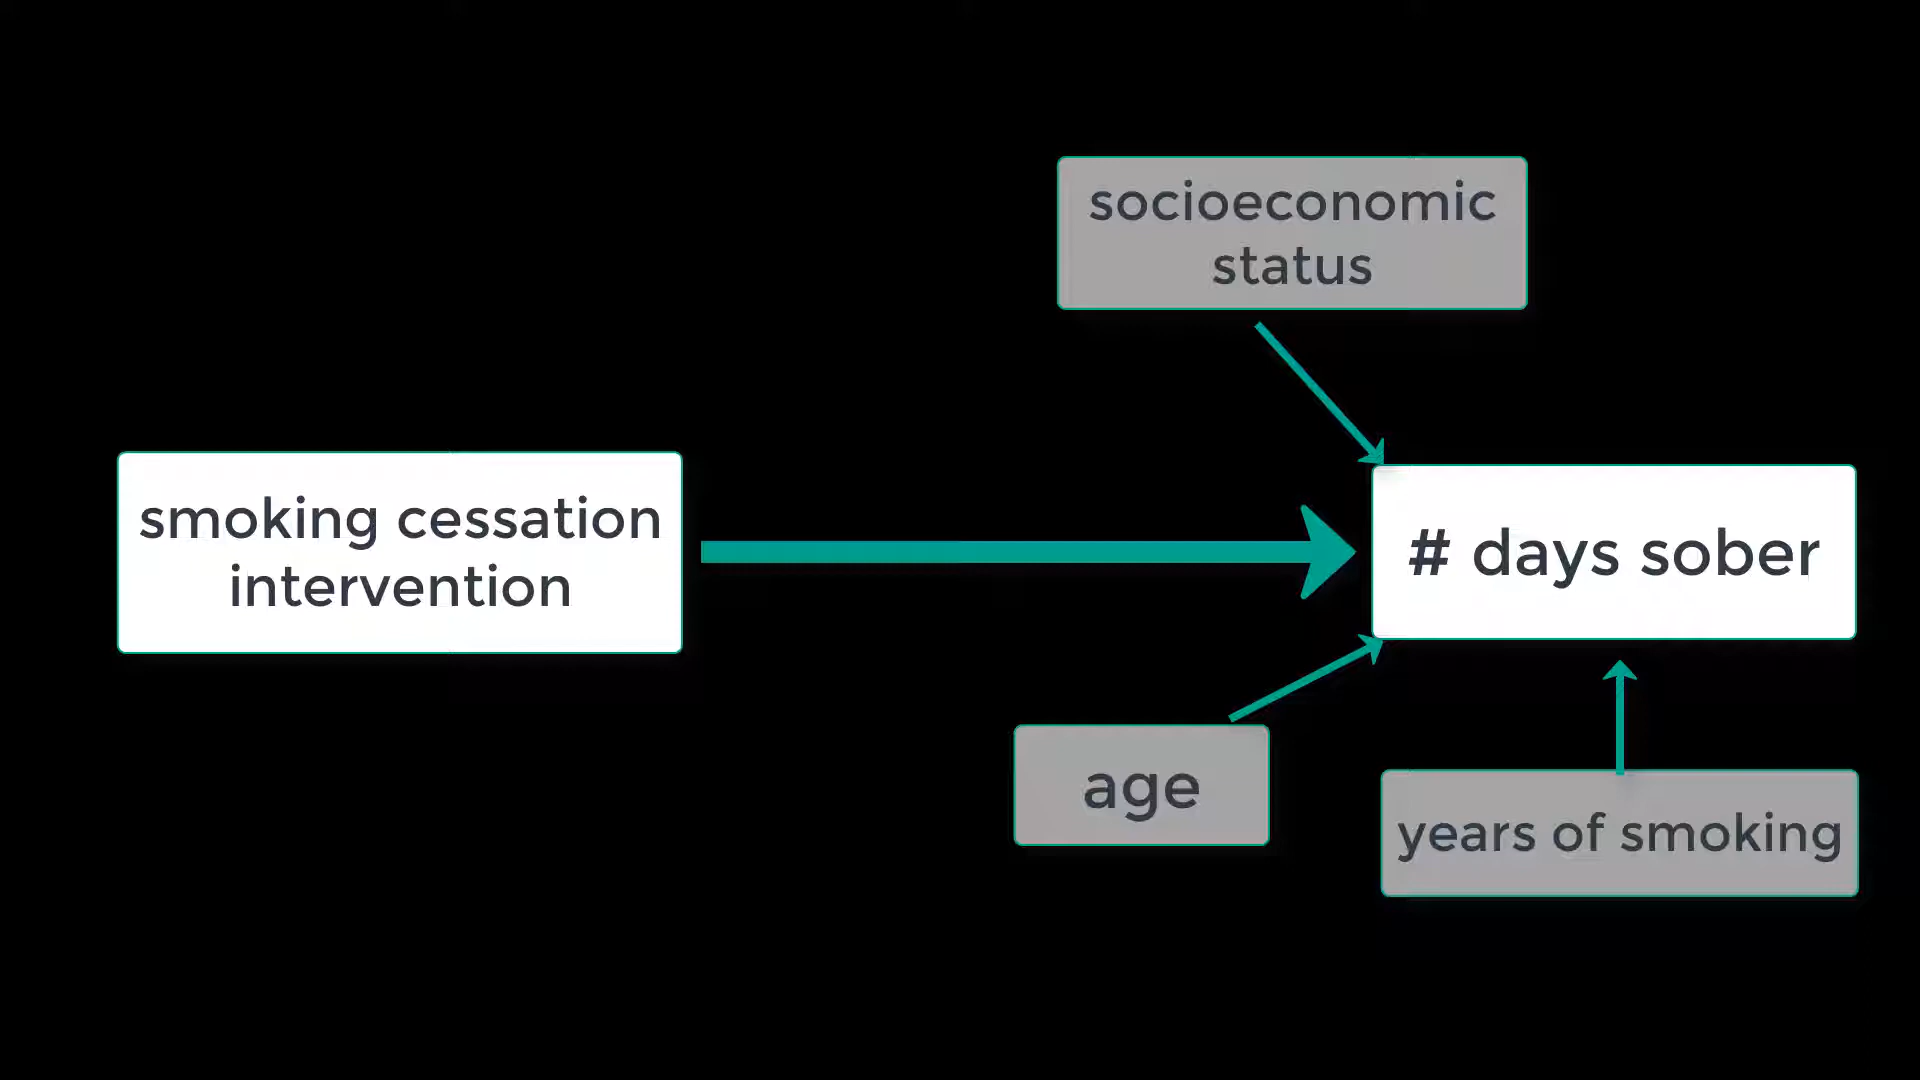 socioeconomic
status
smoking cessation
intervention
# days sober
age
years of smoking